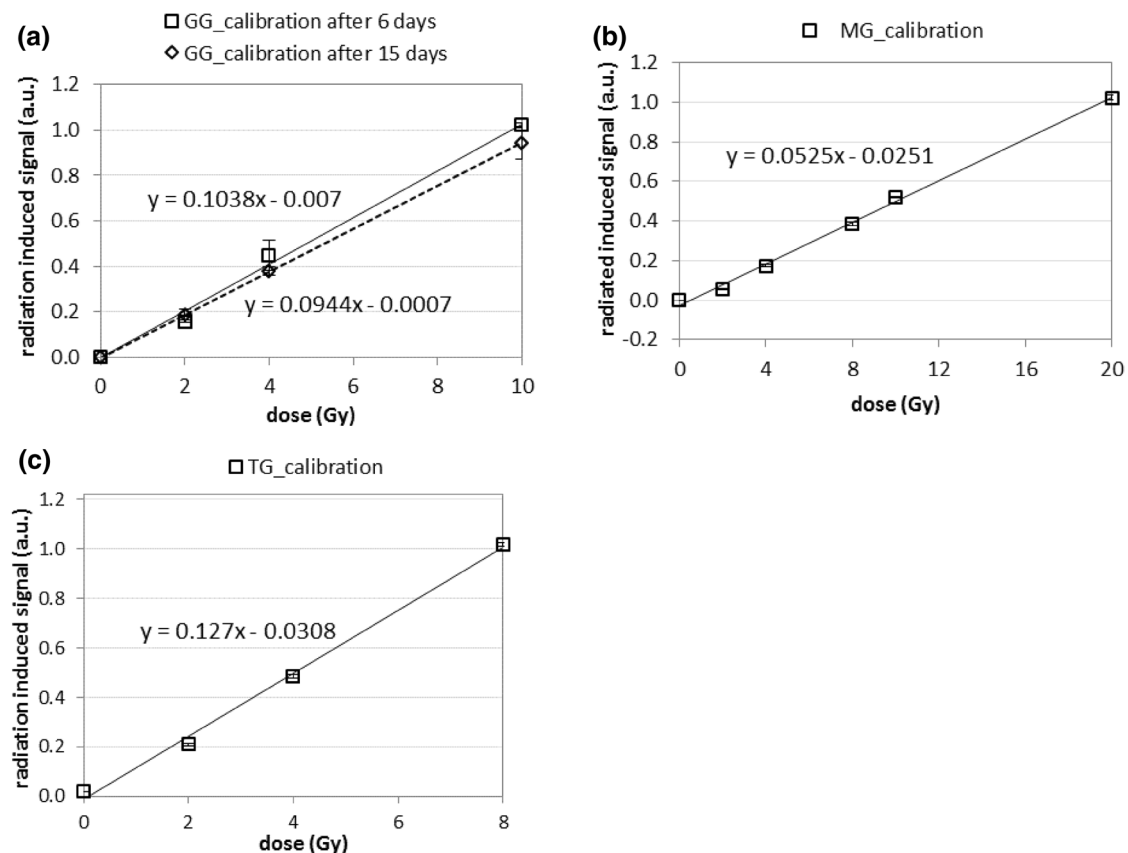 (a)
GG_calibration after 6 days
GG_calibration after 15 days
radiation induced signal (a.u.)
1.2
1.0
0.8
0.6
0.4
0.2
0.0
y = 0.1038x - 0.007
y = 0.0944x - 0.0007
0 2 4 6 8 10
dose (Gy)
(b)
MG_calibration
radiated induced signal (a.u.)
1.2
1.0
0.8
0.6
0.4
0.2
0.0
-0.2
y = 0.0525x - 0.0251
0 4 8 12 16 20
dose (Gy)
(c)
TG_calibration
radiation induced signal (a.u.)
1.2
1.0
0.8
0.6
0.4
0.2
0.0
y = 0.127x - 0.0308
0 2 4 6 8
dose (Gy)